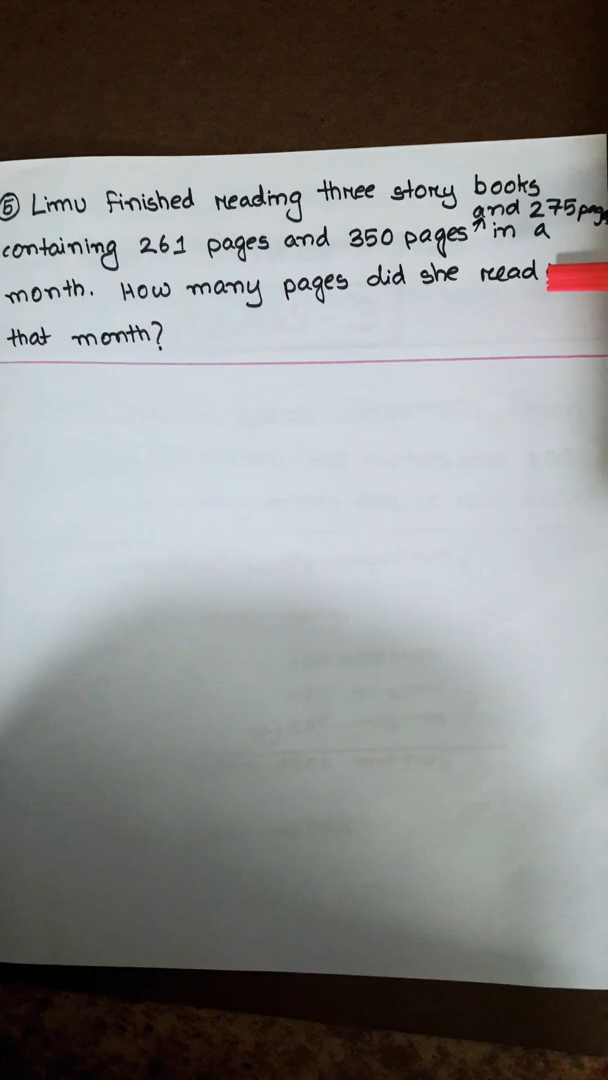 ⑤ Limu finished reading three story books
containing 261 pages and 350 pages ^ and 275 pag in a
month. How many pages did she read
that month?